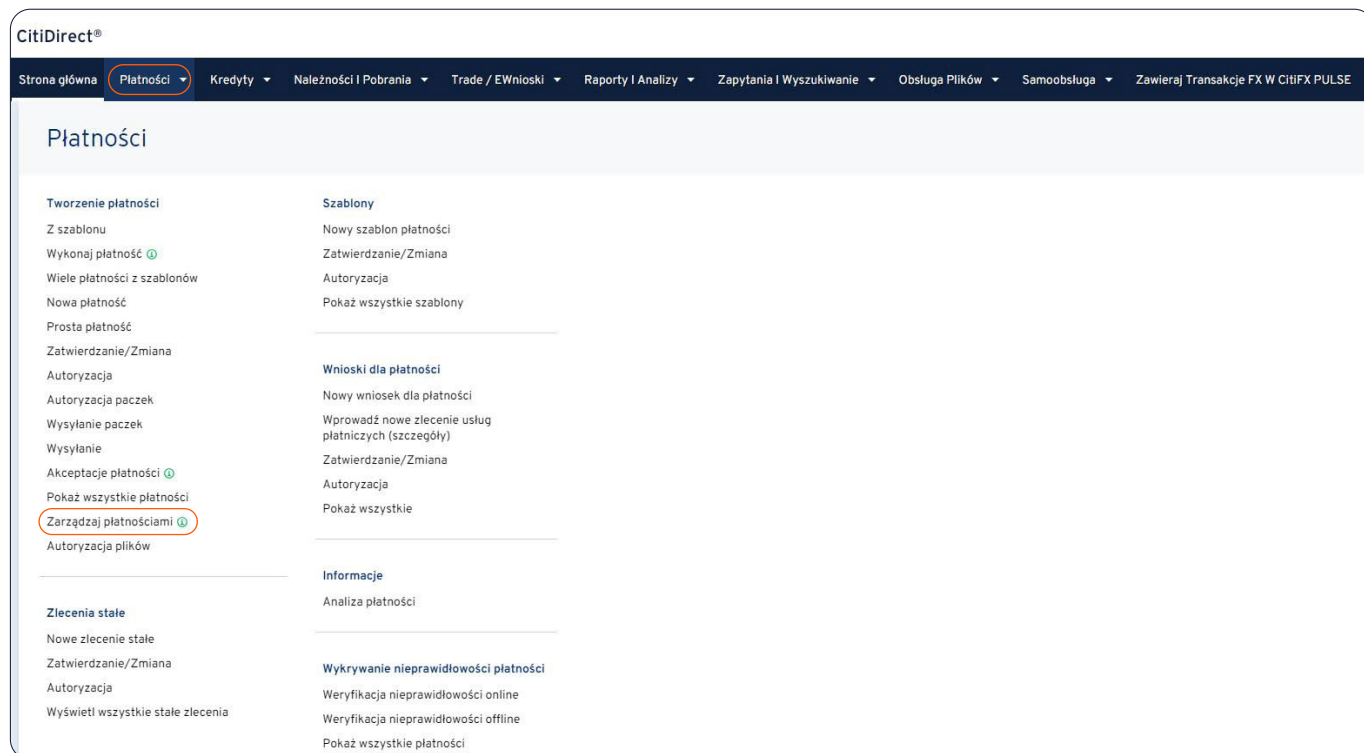 CitiDirect®
Strona główna Płatności Kredyty Należności I Pobrania Trade / EWnioski Raporty I Analizy Zapytania I Wyszukiwanie Obsługa Plików Samoobsługa Zawieraj Transakcje FX W CitiFX PULSE
Płatności
Tworzenie płatności
Z szablonu
Wykonaj płatność
Wiele płatności z szablonów
Nowa płatność
Prosta płatność
Zatwierdzanie/Zmiana
Autoryzacja
Autoryzacja paczek
Wysyłanie paczek
Wysyłanie
Akceptacje płatności
Pokaż wszystkie płatności
Zarządzaj płatnościami
Autoryzacja plików
Zlecenia stałe
Nowe zlecenie stałe
Zatwierdzanie/Zmiana
Autoryzacja
Wyświetl wszystkie stałe zlecenia
Szablony
Nowy szablon płatności
Zatwierdzanie/Zmiana
Autoryzacja
Pokaż wszystkie szablony
Wnioski dla płatności
Nowy wniosek dla płatności
Wprowadź nowe zlecenie usług
płatniczych (szczegóły)
Zatwierdzanie/Zmiana
Autoryzacja
Pokaż wszystkie
Informacje
Analiza płatności
Wykrywanie nieprawidłowości płatności
Weryfikacja nieprawidłowości online
Weryfikacja nieprawidłowości offline
Pokaż wszystkie płatności